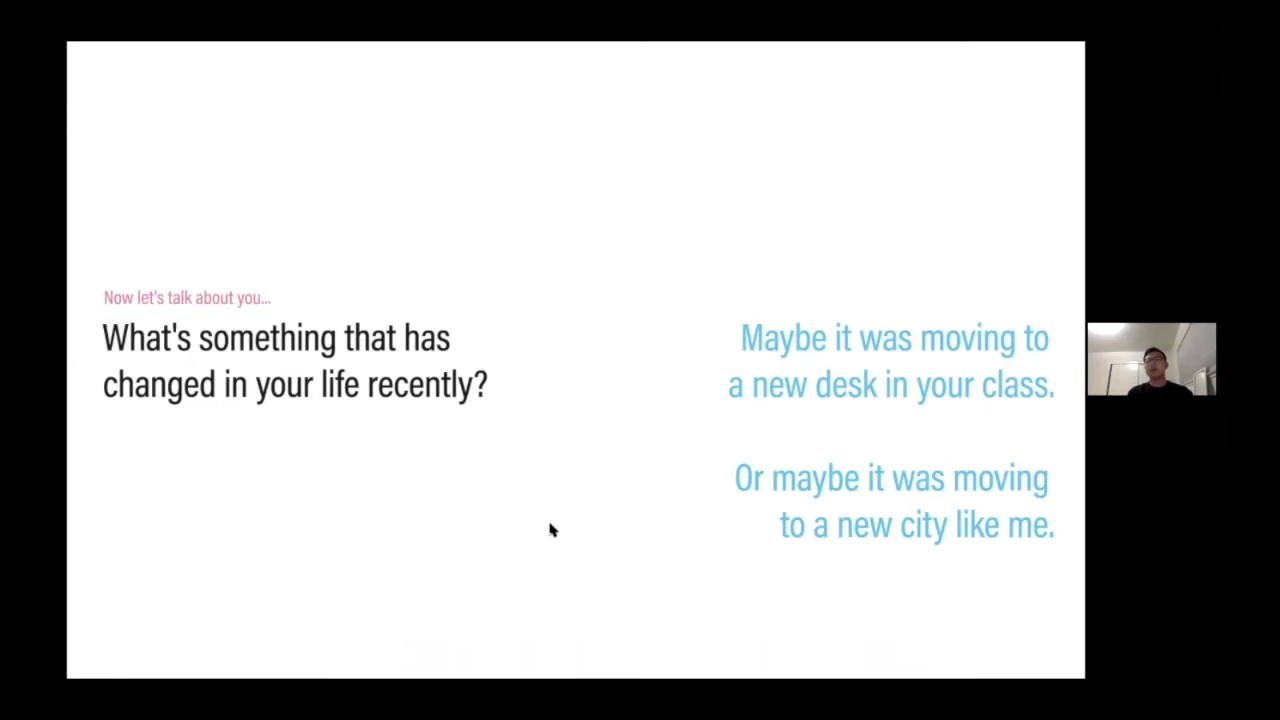 Now let's talk about you...
What's something that has
changed in your life recently?
Maybe it was moving to
a new desk in your class.
Or maybe it was moving
to a new city like me.